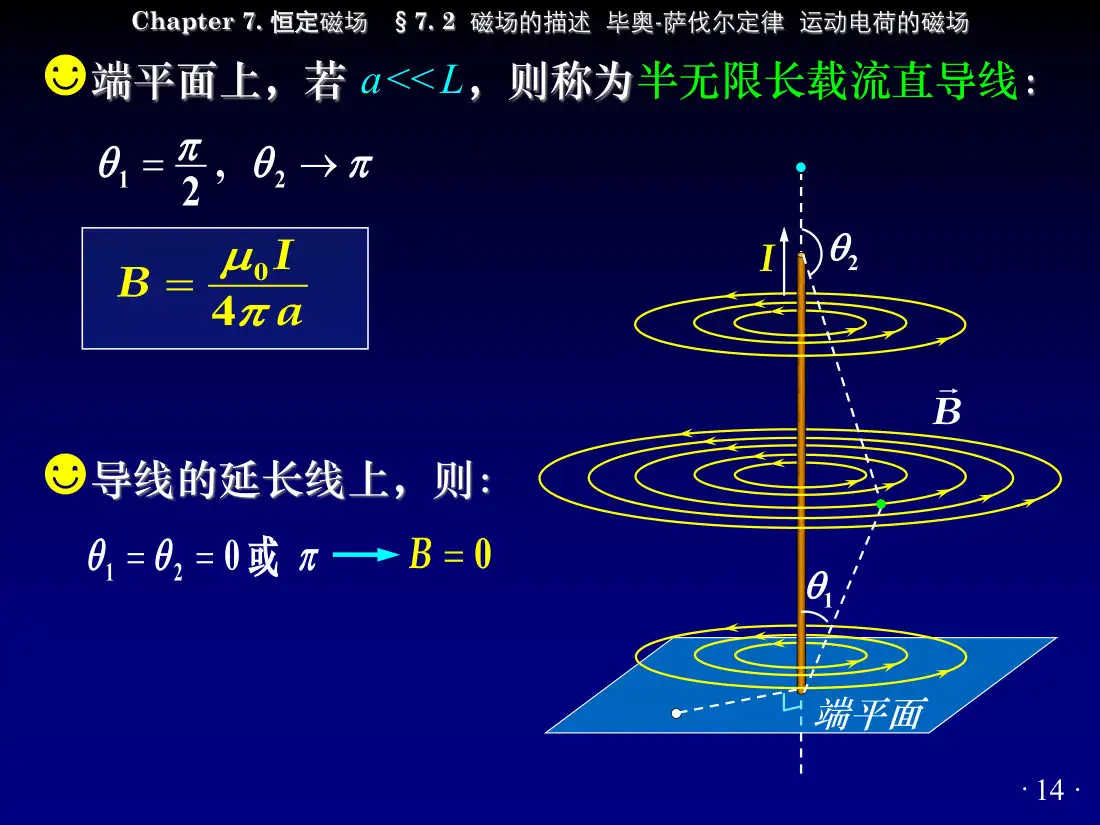 Chapter 7. 恒定磁场 §7. 2 磁场的描述 毕奥-萨伐尔定律 运动电荷的磁场
端平面上，若 a<<L，则称为半无限长载流直导线：
θ₁ = π/2 , θ₂ → π
B = μ₀I / 4πa
导线的延长线上，则：
θ₁ = θ₂ = 0 或 π → B = 0
I
θ₂
B⃗
θ₁
端平面
· 14 ·